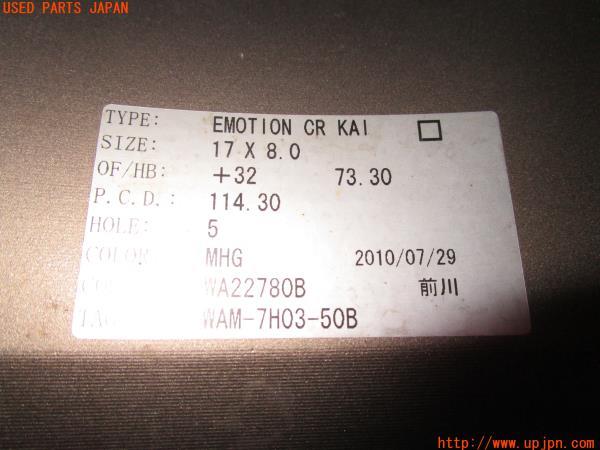 USED PARTS JAPAN
TYPE: EMOTION CR KAI
SIZE: 17 X 8.0
OF/HB: +32 73.30
P.C.D.: 114.30
HOLE: 5
COLOR: MHG 2010/07/29
WA22780B 前川
WAM-7H03-50B
http://www.upjpn.com/